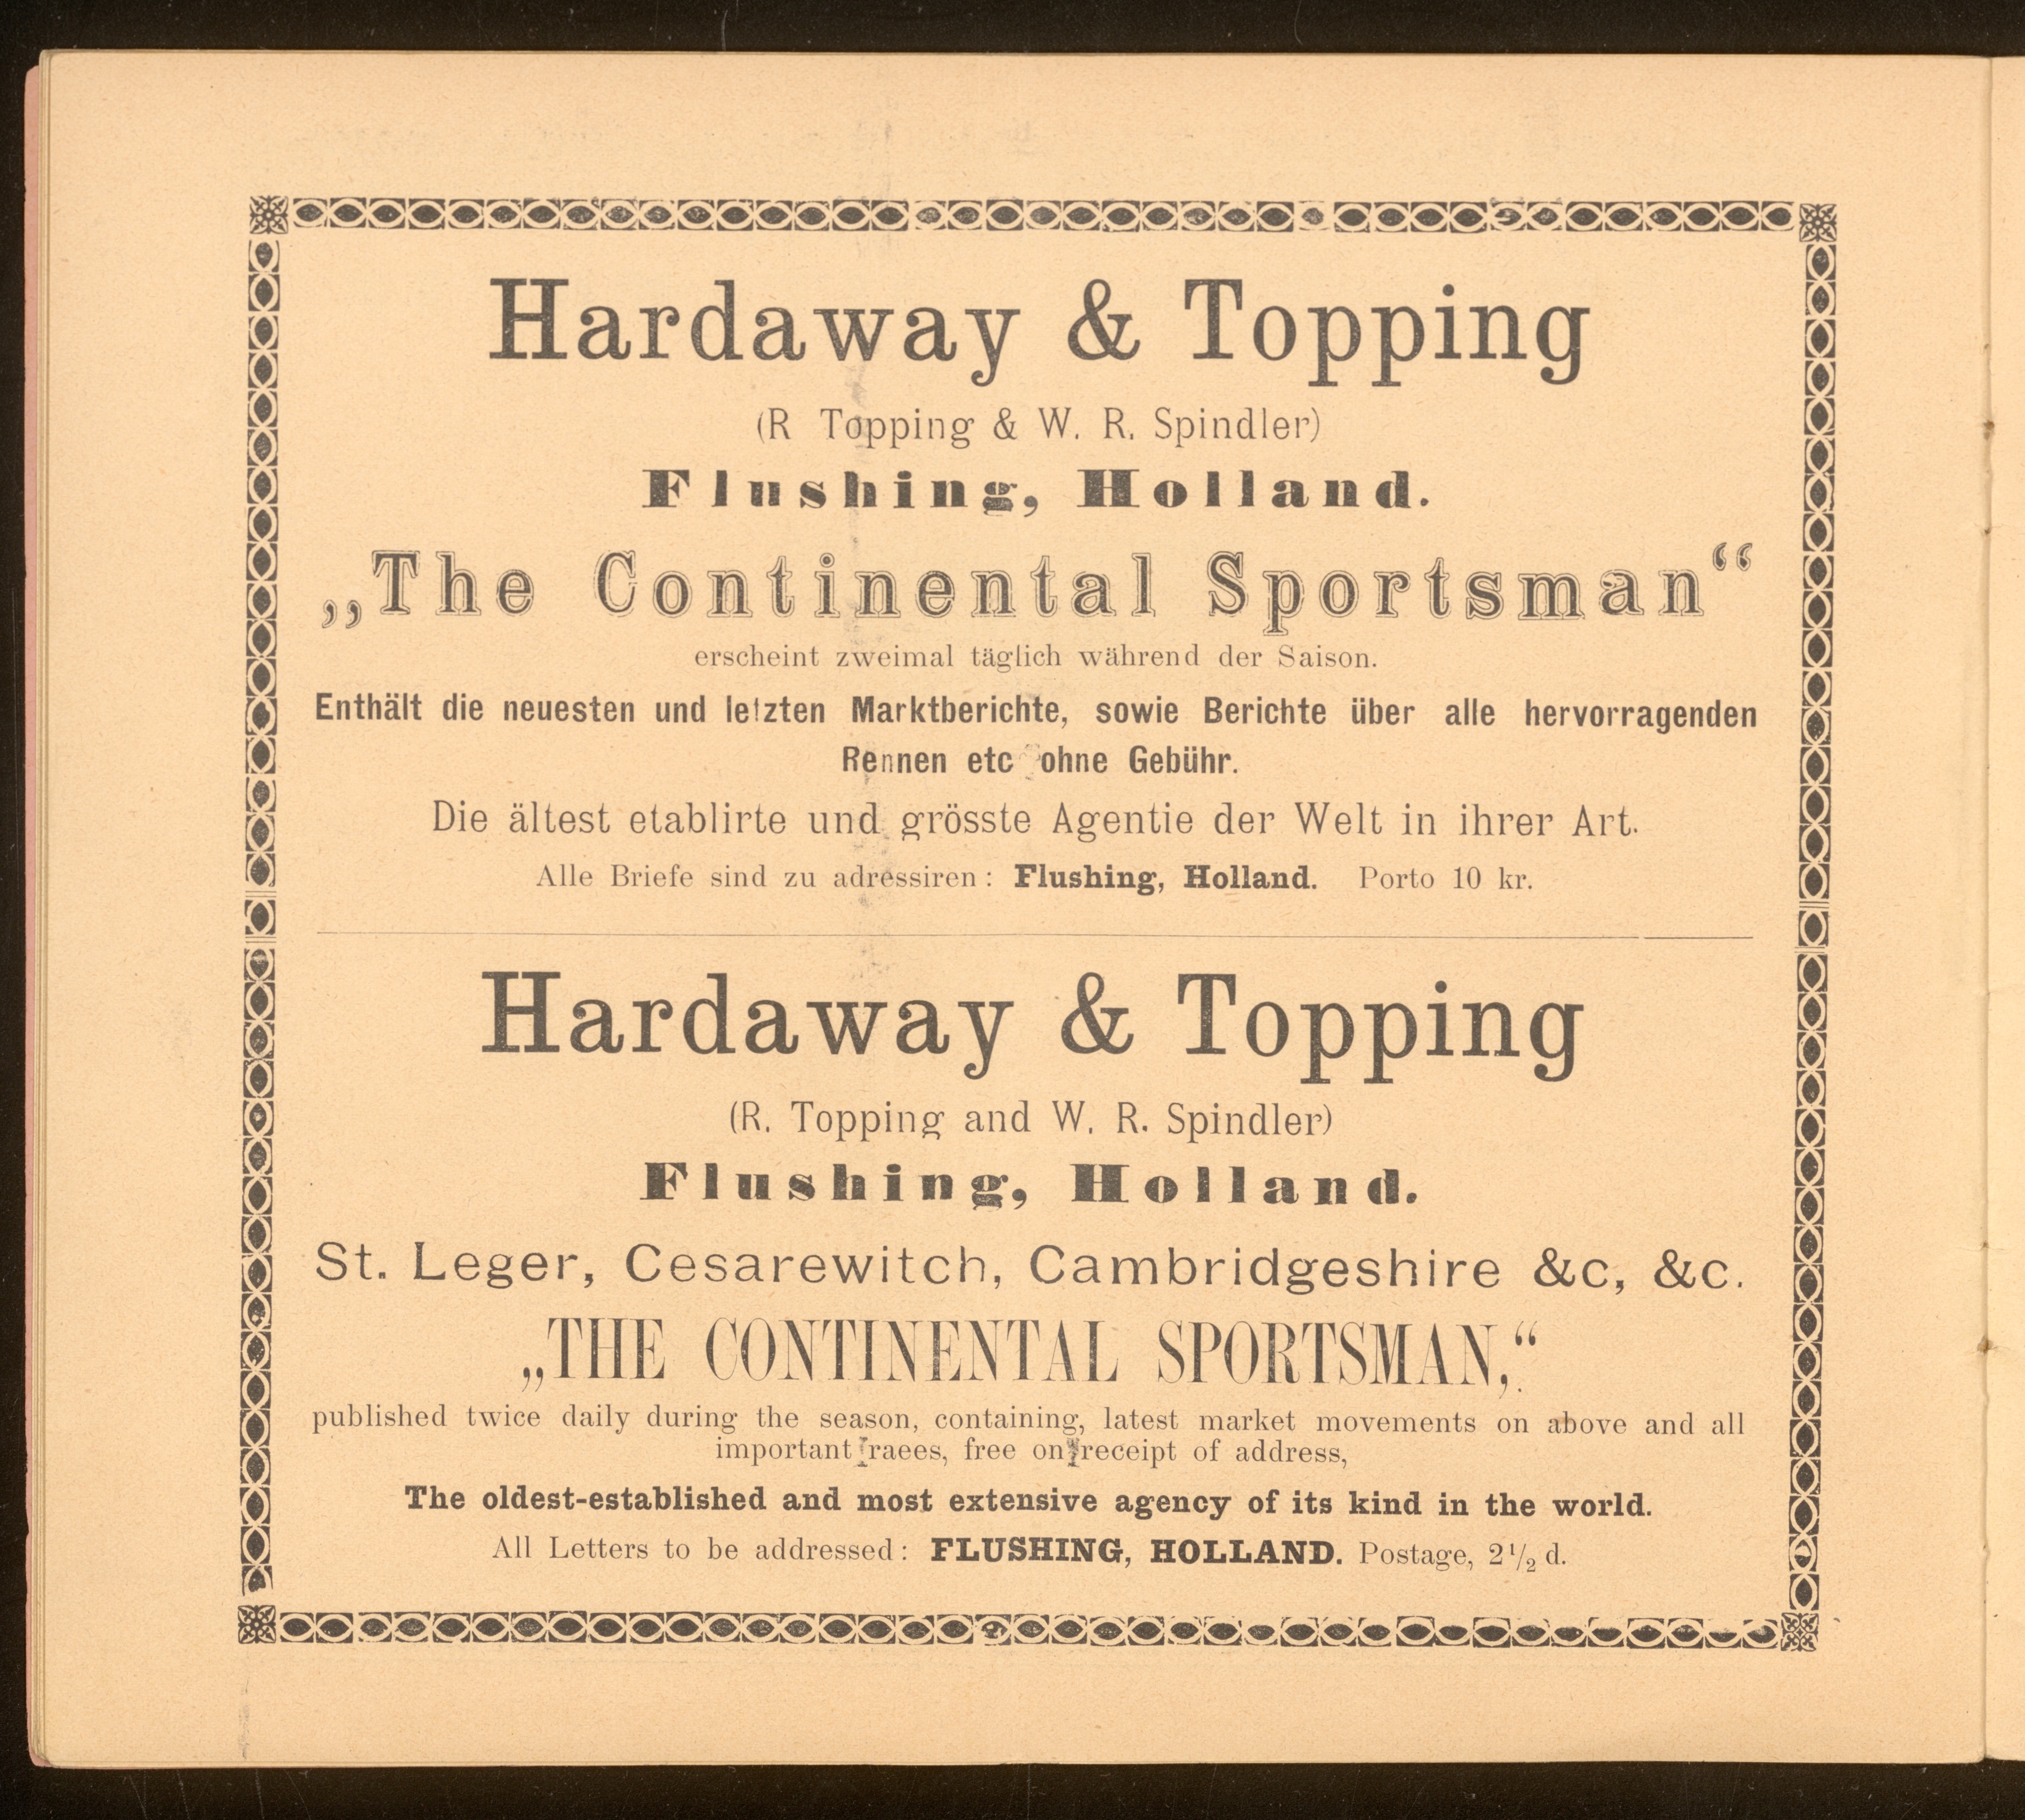 Hardaway & Topping
(R Topping & W. R. Spindler)
Flushing, Holland.
„The Continental Sportsman“
erscheint zweimal täglich während der Saison.
Enthält die neuesten und letzten Marktberichte, sowie Berichte über alle hervorragenden
Rennen etc ohne Gebühr.
Die ältest etablirte und grösste Agentie der Welt in ihrer Art.
Alle Briefe sind zu adressiren: Flushing, Holland. Porto 10 kr.
Hardaway & Topping
(R. Topping and W. R. Spindler)
Flushing, Holland.
St. Leger, Cesarewitch, Cambridgeshire &c, &c.
„THE CONTINENTAL SPORTSMAN,“
published twice daily during the season, containing, latest market movements on above and all
important raees, free on receipt of address,
The oldest-established and most extensive agency of its kind in the world.
All Letters to be addressed: FLUSHING, HOLLAND. Postage, 2½ d.